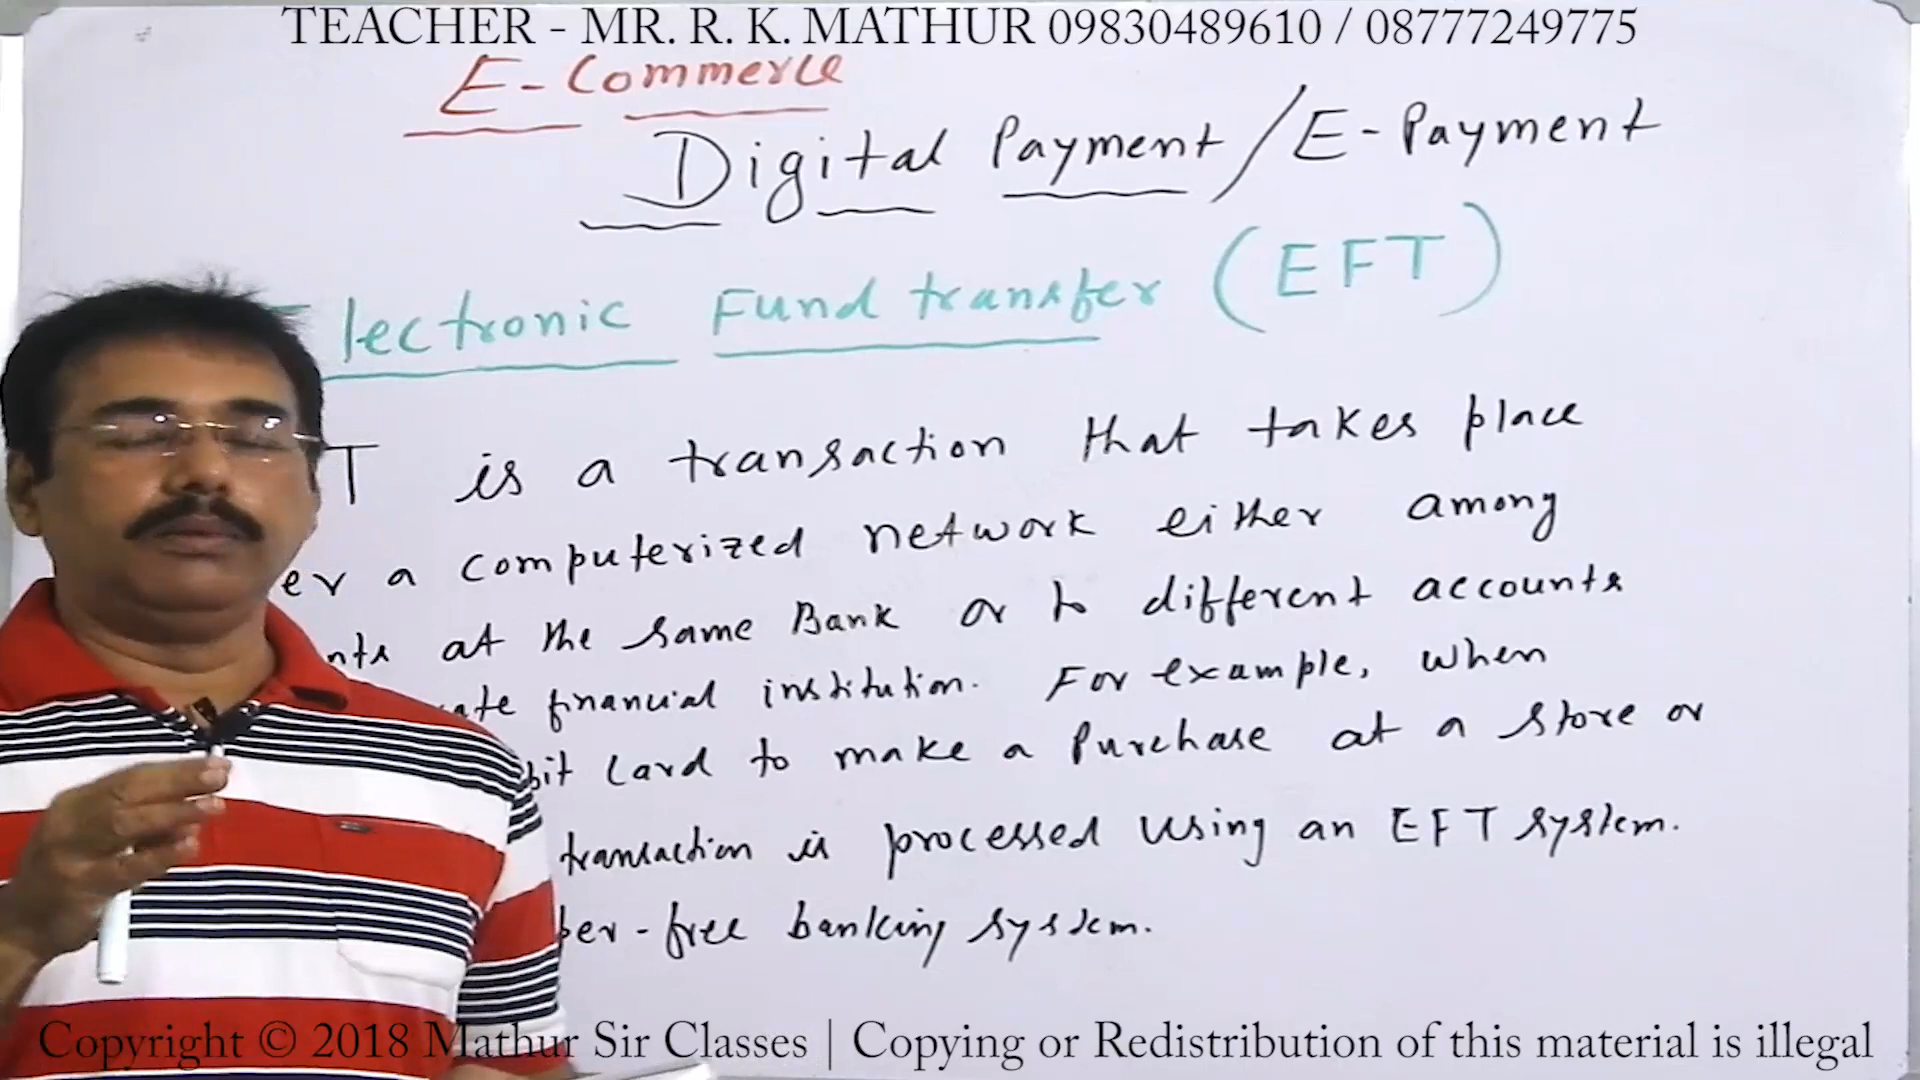 TEACHER - MR. R. K. MATHUR 09830489610 / 08777249775
E-Commerce
Digital Payment/E-Payment
lectronic Fund transfer (EFT)
T is a transaction that takes place
er a computerized network either among
nts at the same Bank or to different accounts
ate financial institution. For example, when
bit Card to make a Purchase at a store or
transaction is processed using an EFT system.
per-free banking system.
Copyright © 2018 Mathur Sir Classes | Copying or Redistribution of this material is illegal